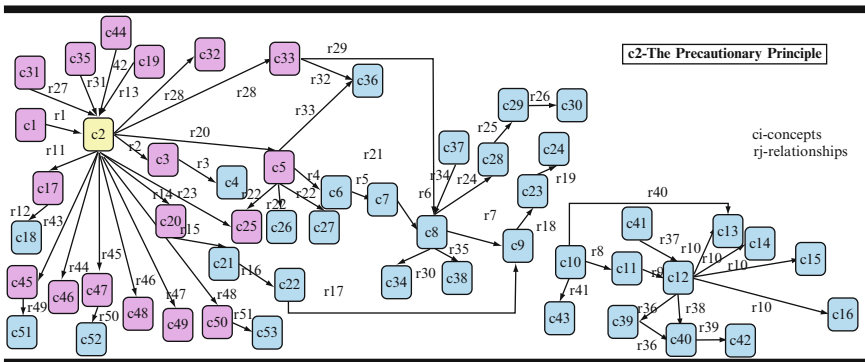 c44
c35
c19
c32
c33
r29
c2-The Precautionary Principle
c31
r27
r31
42
r13
r28
r28
r32
c36
c29
r26
c30
r33
c1
r1
c2
r20
r25
ci-concepts
rj-relationships
c37
c24
r11
r2
c3
r3
c5
r21
r34
r24
c28
r19
c17
c4
r4
r5
r6
c23
r40
r14
r23
r22
r22
r22
c6
c7
r7
r18
r12
r43
c20
c25
c26
c27
c8
c9
c41
r37
c13
c14
c18
r15
r35
r10
r10
r10
r45
c21
r16
c10
r8
c11
r9
c12
c15
r44
r46
r47
r48
c22
r17
c34
r30
c38
r41
r10
c45
c46
c47
c48
c49
c50
r51
c53
c43
c39
r36
r36
r38
c40
r39
c42
c16
r49
r50
c51
c52